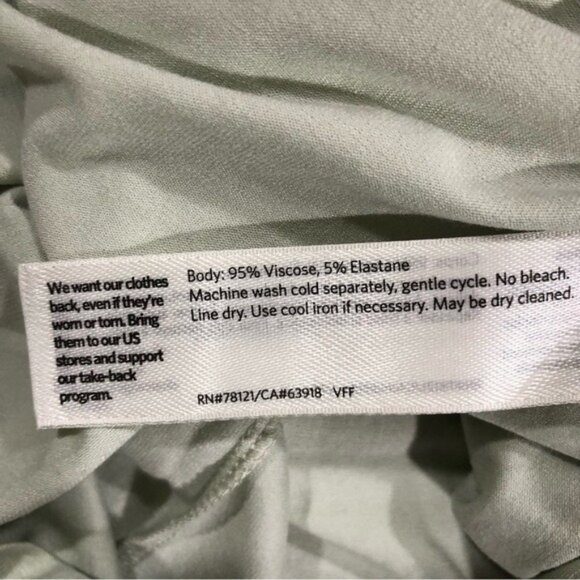 We want our clothes
back, even if they're
worn or torn. Bring
them to our US
stores and support
our take-back
program.
Body: 95% Viscose, 5% Elastane
Machine wash cold separately, gentle cycle. No bleach.
Line dry. Use cool iron if necessary. May be dry cleaned.
RN#78121/CA#63918 VFF